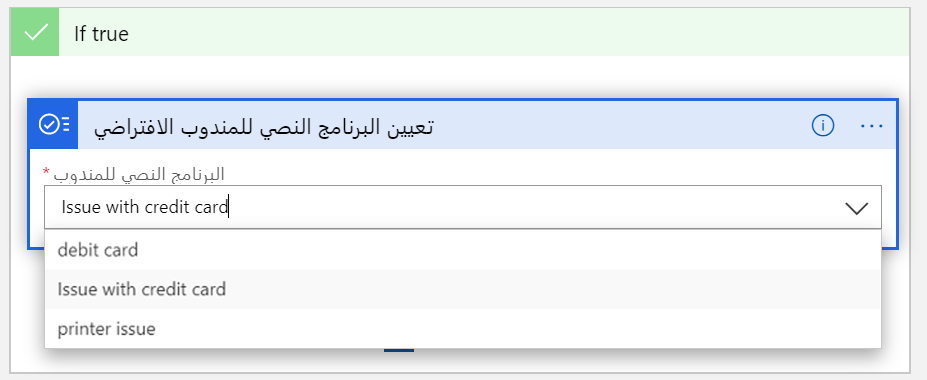 If true
تعيين البرنامج النصي للمندوب الافتراضي
البرنامج النصي للمندوب *
Issue with credit card
debit card
Issue with credit card
printer issue